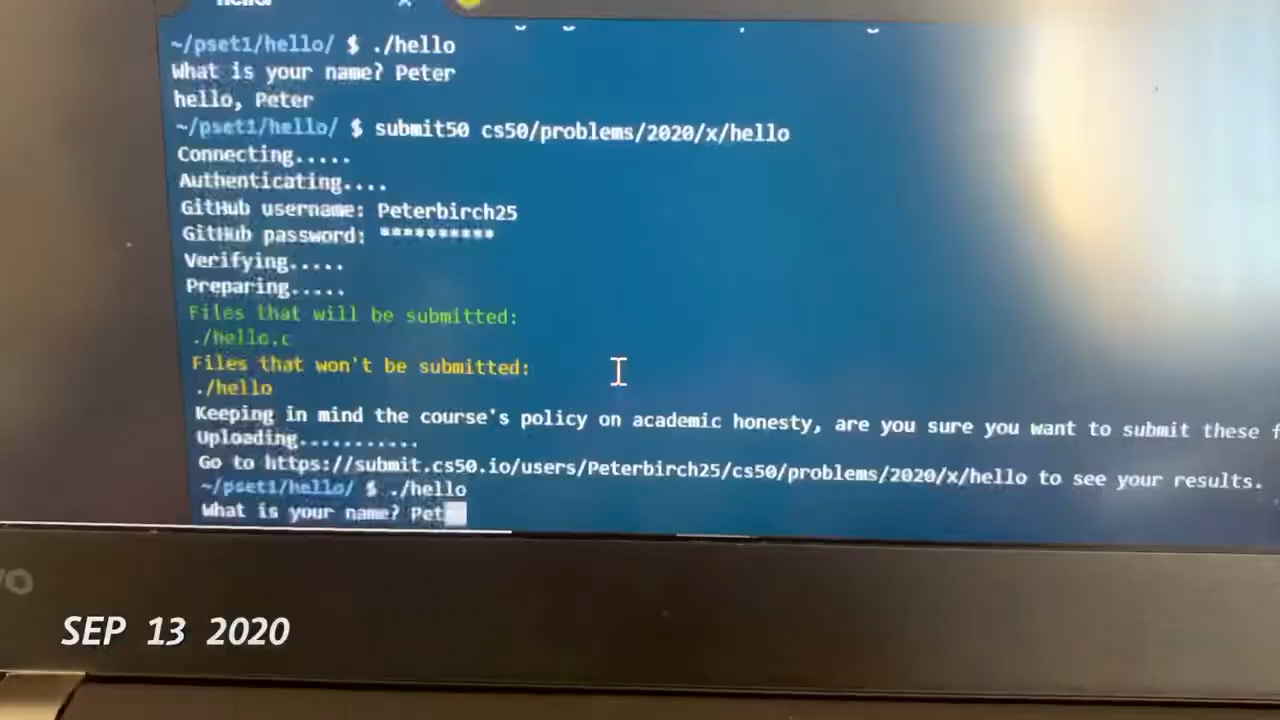 ~/pset1/hello/ $ ./hello
What is your name? Peter
hello, Peter
~/pset1/hello/ $ submit50 cs50/problems/2020/x/hello
Connecting.....
Authenticating....
GitHub username: Peterbirch25
GitHub password: **********
Verifying.....
Preparing.....
Files that will be submitted:
./hello.c
Files that won't be submitted:
./hello
Keeping in mind the course's policy on academic honesty, are you sure you want to submit these f
Uploading...........
Go to https://submit.cs50.io/users/Peterbirch25/cs50/problems/2020/x/hello to see your results.
~/pset1/hello/ $ ./hello
What is your name? Pet
SEP 13 2020